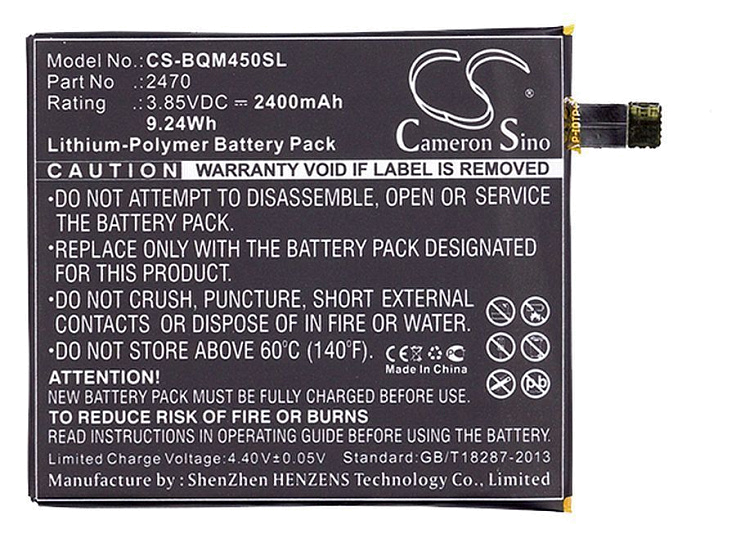 Model No.: CS-BQM450SL
Part No .: 2470
Rating .: 3.85VDC ⎓ 2400mAh
9.24Wh
Lithium-Polymer Battery Pack
CS ®
Cameron Sino
CAUTION WARRANTY VOID IF LABEL IS REMOVED
•DO NOT ATTEMPT TO DISASSEMBLE, OPEN OR SERVICE
THE BATTERY PACK.
•REPLACE ONLY WITH THE BATTERY PACK DESIGNATED
FOR THIS PRODUCT.
•DO NOT CRUSH, PUNCTURE, SHORT EXTERNAL
CONTACTS OR DISPOSE OF IN FIRE OR WATER.
•DO NOT STORE ABOVE 60°C (140°F).
CE
Made In China
Pb
ATTENTION!
NEW BATTERY PACK MUST BE FULLY CHARGED BEFORE USE
TO REDUCE RISK OF FIRE OR BURNS
READ INSTRUCTIONS IN OPERATING GUIDE BEFORE USING THE BATTERY
Limited Charge Voltage:4.40V±0.05V Standard:GB/T18287-2013
Manufacture by : ShenZhen HENZENS Technology Co., Limited